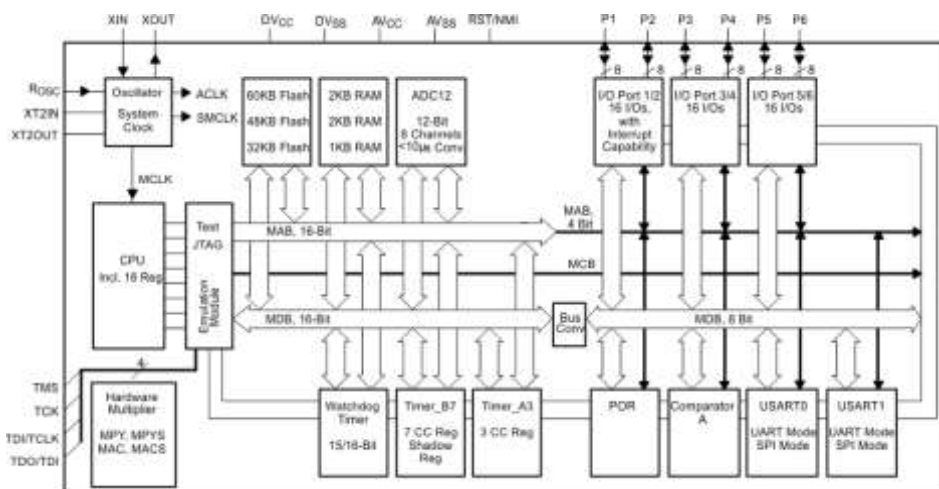 XIN XOUT DVCC DVSS AVCC AVSS RST/NMI P1 P2 P3 P4 P5 P6
8 8 8 8 8 8
ROSC
XT2IN
XT2OUT
Oscillator
System
Clock
ACLK
SMCLK
60KB Flash
48KB Flash
32KB Flash
2KB RAM
2KB RAM
1KB RAM
ADC12
12-Bit
8 Channels
<10µs Conv
I/O Port 1/2
16 I/Os,
with
Interrupt
Capability
I/O Port 3/4
16 I/Os
I/O Port 5/6
16 I/Os
MCLK
CPU
Incl. 16 Reg
Test
JTAG
Emulation
Module
MAB, 16-Bit
MAB,
4 Bit
MCB
MDB, 16-Bit
Bus
Conv
MDB, 8 Bit
4
TMS
TCK
TDI/TCLK
TDO/TDI
Hardware
Multiplier
MPY, MPYS
MAC, MACS
Watchdog
Timer
15/16-Bit
Timer_B7
7 CC Reg
Shadow
Reg
Timer_A3
3 CC Reg
POR
Comparator
A
USART0
UART Mode
SPI Mode
USART1
UART Mode
SPI Mode